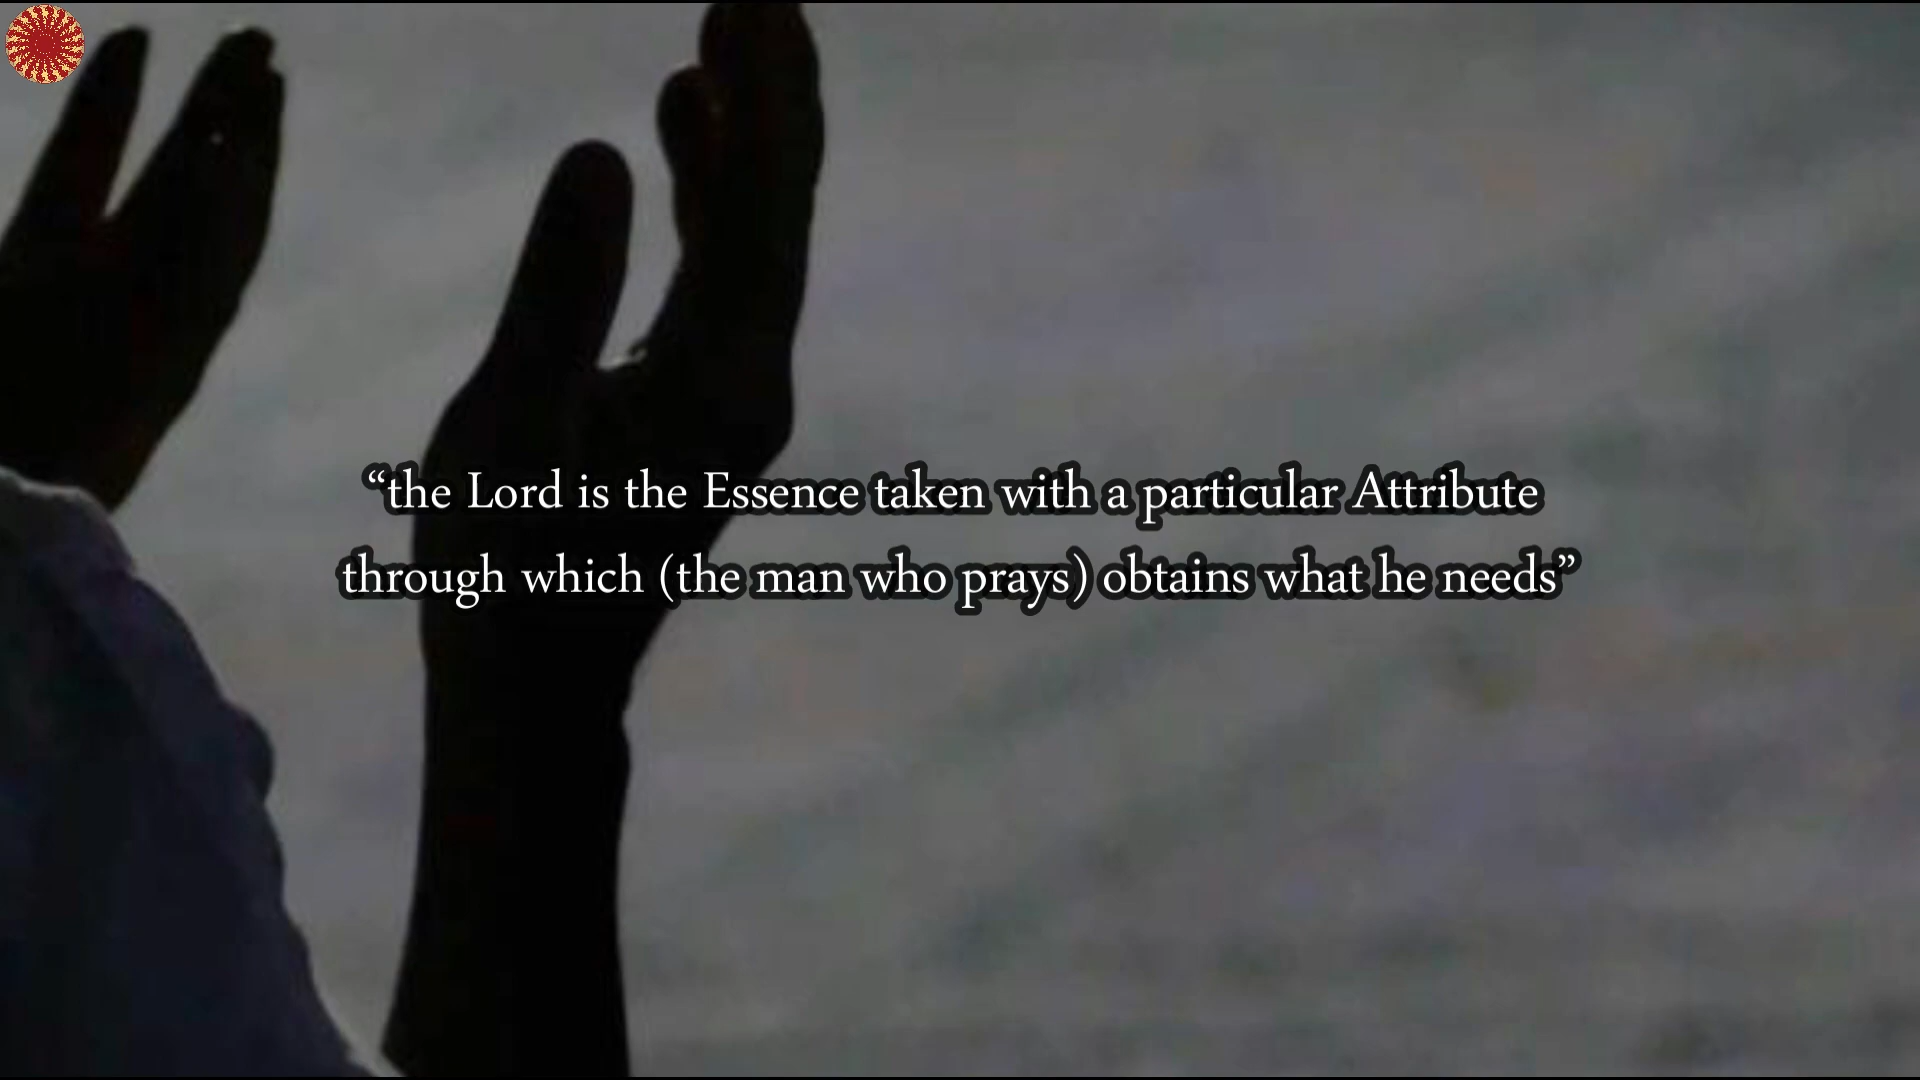 “the Lord is the Essence taken with a particular Attribute
through which (the man who prays) obtains what he needs”